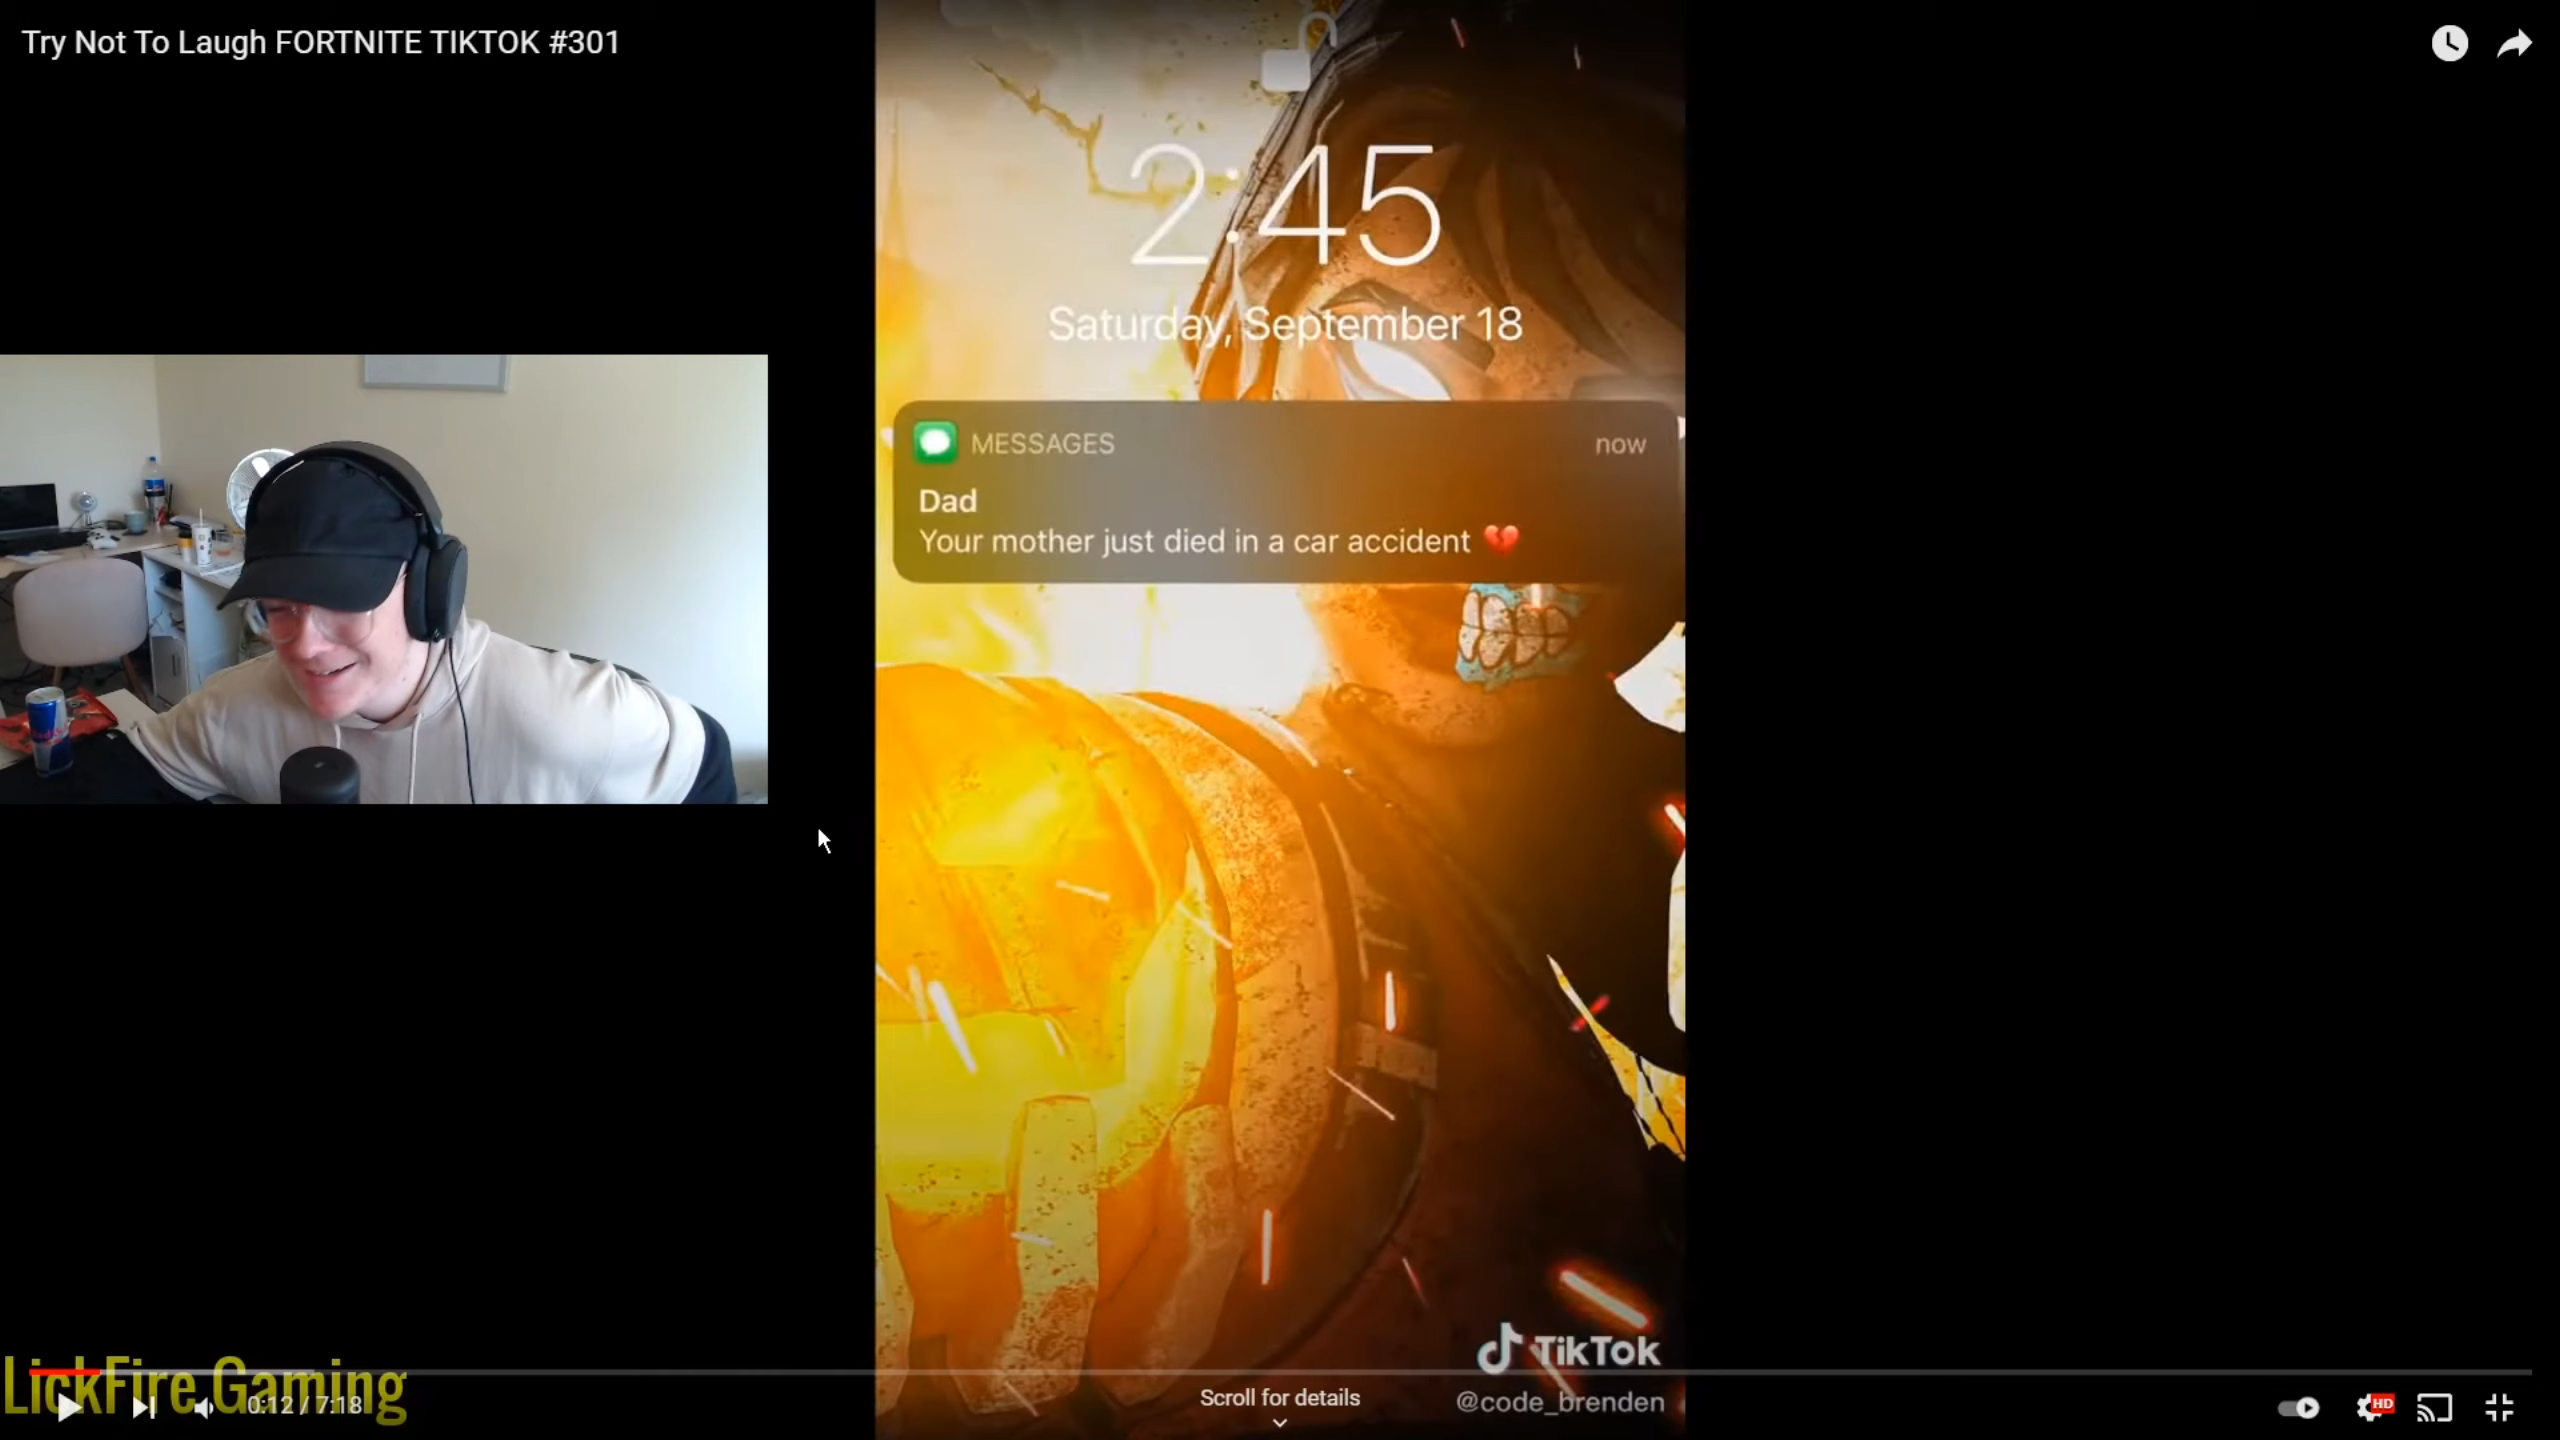 Try Not To Laugh FORTNITE TIKTOK #301
2:45
Saturday, September 18
MESSAGES
now
Dad
Your mother just died in a car accident 💔
TikTok
@code_brenden
LickFire Gaming
0:12 / 7:18
Scroll for details
HD